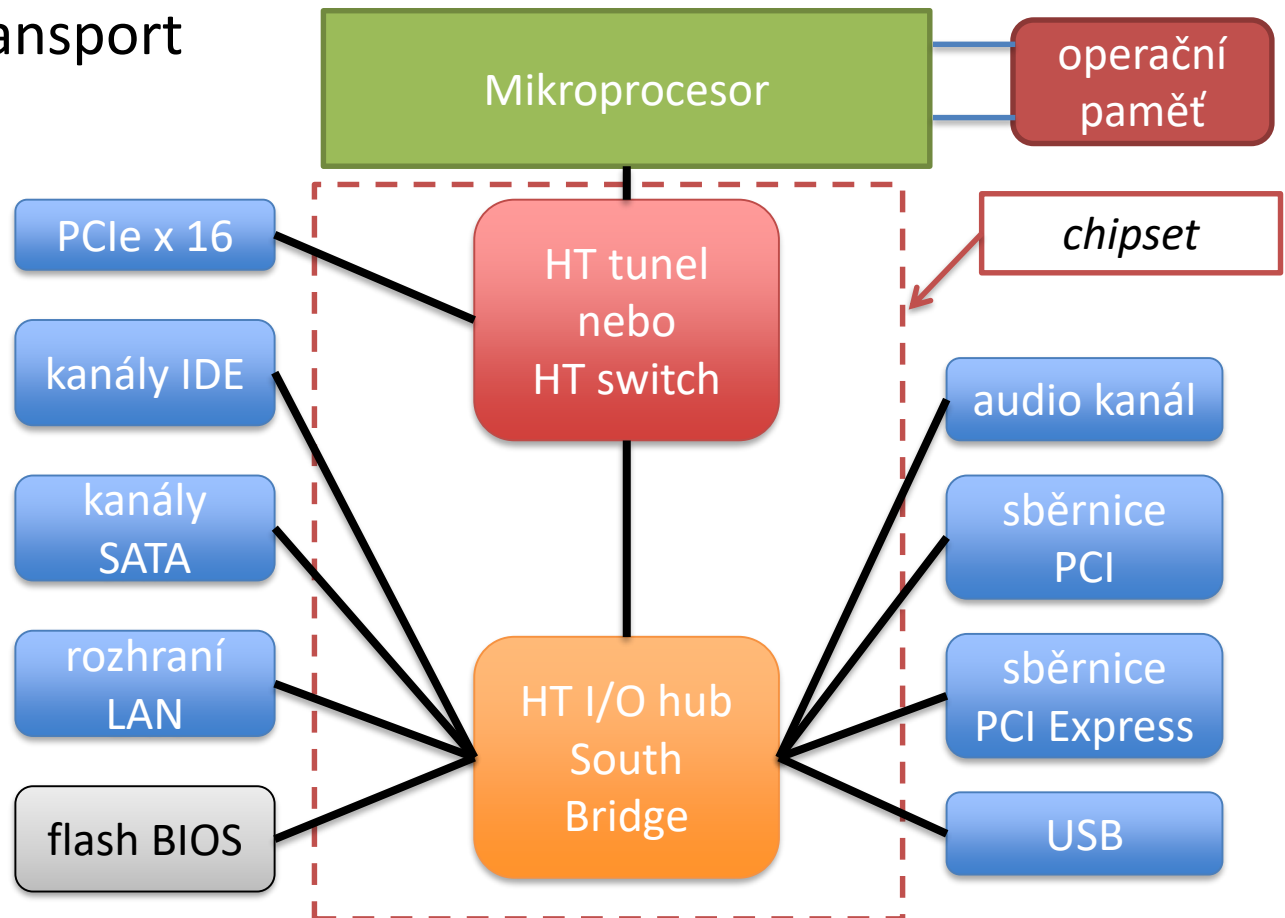 ansport
Mikroprocesor
operační
paměť
PCIe x 16
HT tunel
nebo
HT switch
chipset
kanály IDE
audio kanál
kanály
SATA
sběrnice
PCI
rozhraní
LAN
HT I/O hub
South
Bridge
sběrnice
PCI Express
flash BIOS
USB